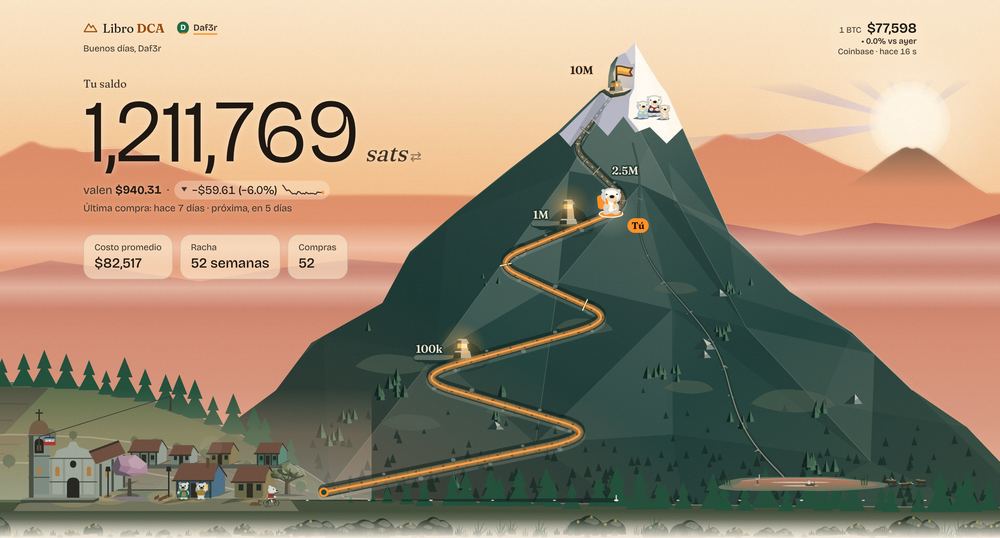 Libro DCA
D Daf3r
Buenos días, Daf3r
1 BTC $77,598
• 0.0% vs ayer
Coinbase · hace 16 s
Tu saldo
1,211,769 sats ⇄
valen $940.31 · ▼ −$59.61 (−6.0%)
Última compra: hace 7 días · próxima, en 5 días
Costo promedio
$82,517
Racha
52 semanas
Compras
52
10M
2.5M
1M
Tú
100k